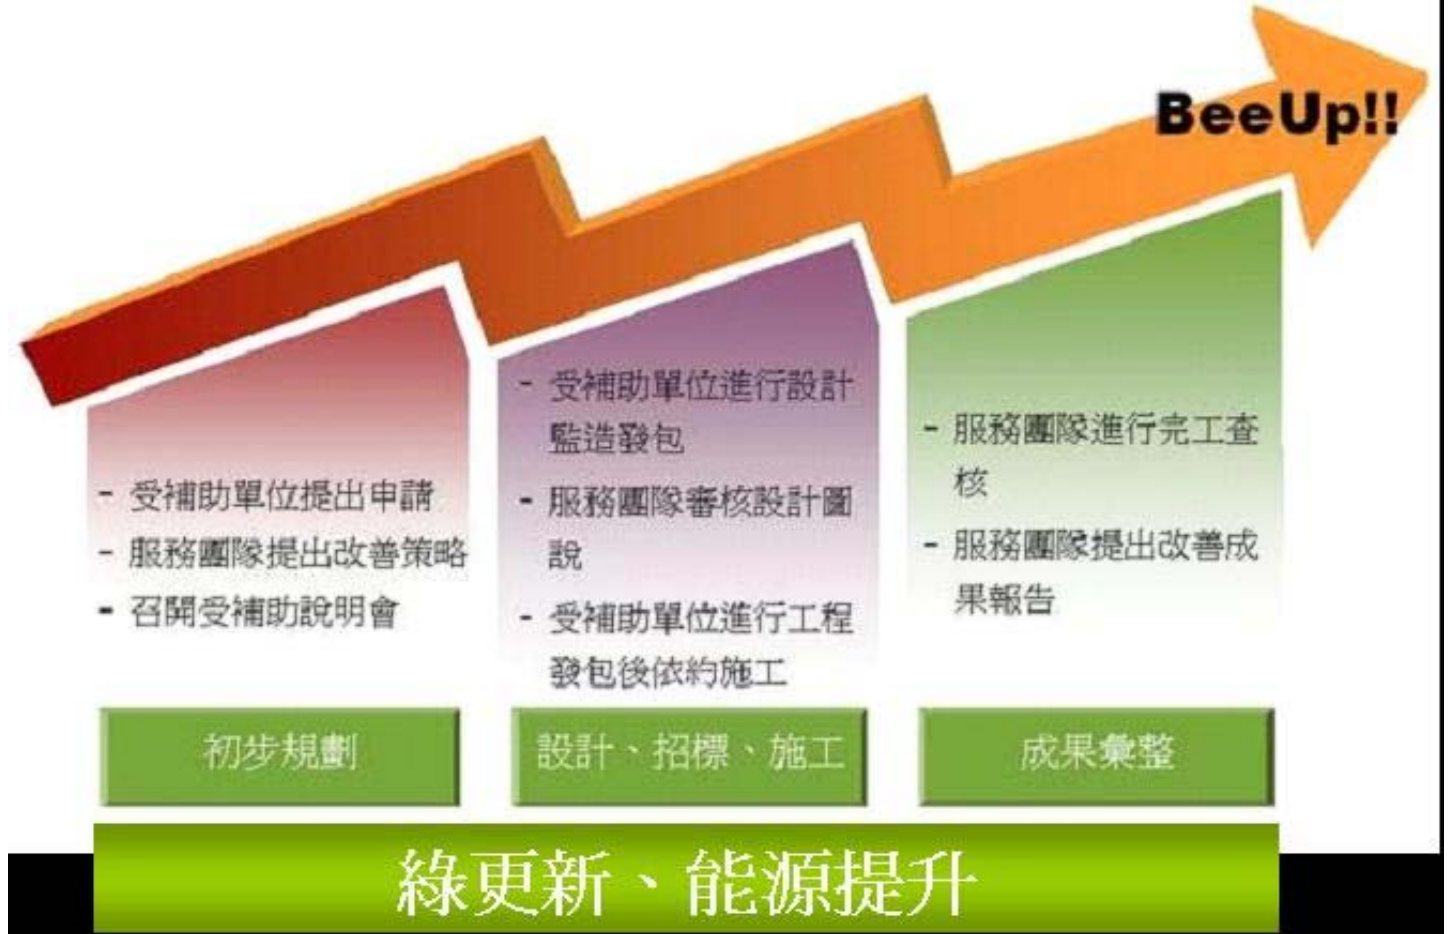 BeeUp!!
- 受補助單位提出申請
- 服務團隊提出改善策略
- 召開受補助說明會
- 受補助單位進行設計
監造發包
- 服務團隊審核設計圖
說
- 受補助單位進行工程
發包後依約施工
- 服務團隊進行完工查
核
- 服務團隊提出改善成
果報告
初步規劃
設計、招標、施工
成果彙整
綠更新、能源提升